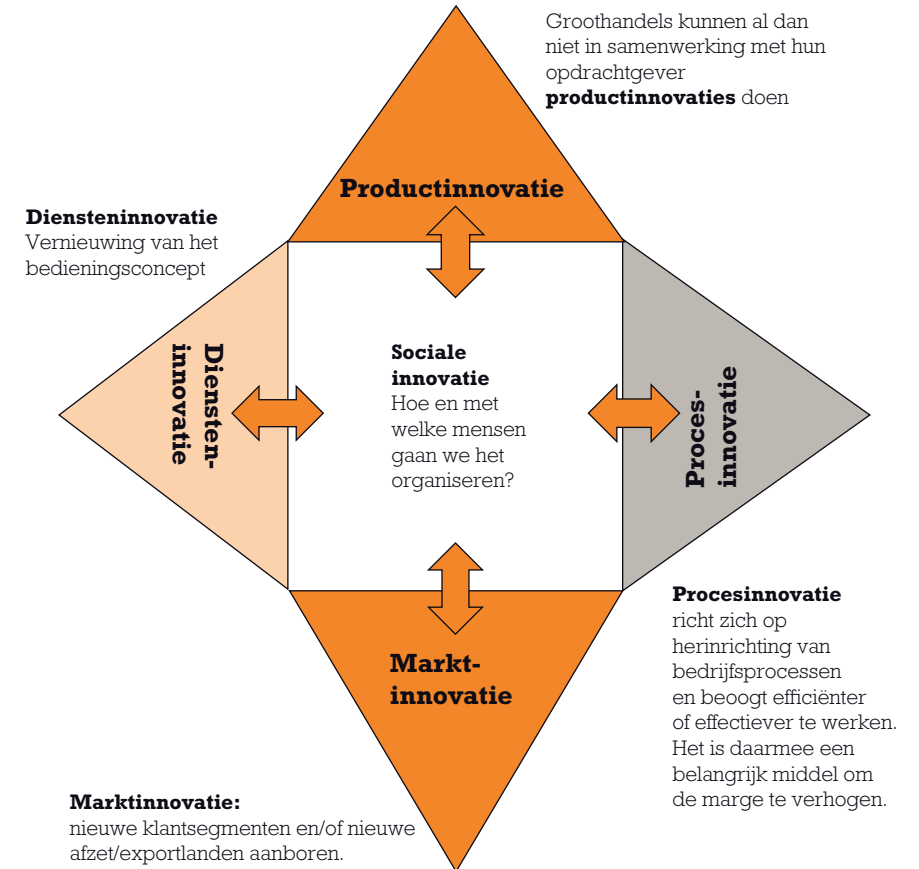 Groothandels kunnen al dan
niet in samenwerking met hun
opdrachtgever
productinnovaties doen
Productinnovatie
Diensteninnovatie
Vernieuwing van het
bedieningsconcept
Diensten-
innovatie
Sociale
innovatie
Hoe en met
welke mensen
gaan we het
organiseren?
Proces-
innovatie
Markt-
innovatie
Procesinnovatie
richt zich op
herinrichting van
bedrijfsprocessen
en beoogt efficiënter
of effectiever te werken.
Het is daarmee een
belangrijk middel om
de marge te verhogen.
Marktinnovatie:
nieuwe klantsegmenten en/of nieuwe
afzet/exportlanden aanboren.